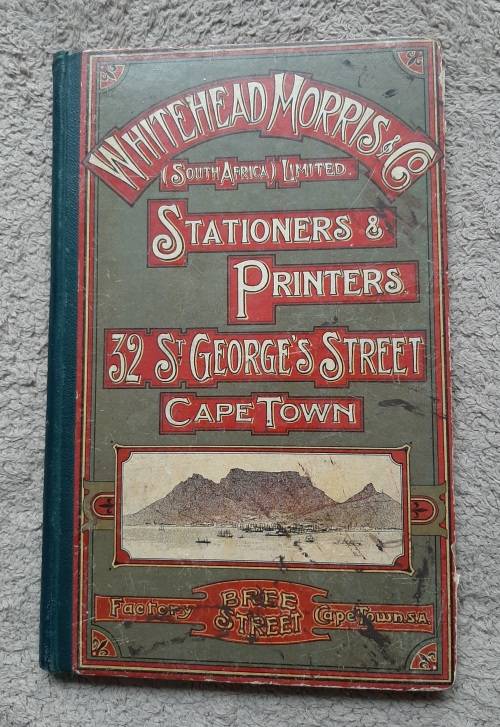 WHITEHEAD MORRIS & CO
(SOUTH AFRICA) LIMITED.
STATIONERS &
PRINTERS.
32 ST GEORGE'S STREET
CAPE TOWN
Factory BREE STREET Cape Town. S.A.